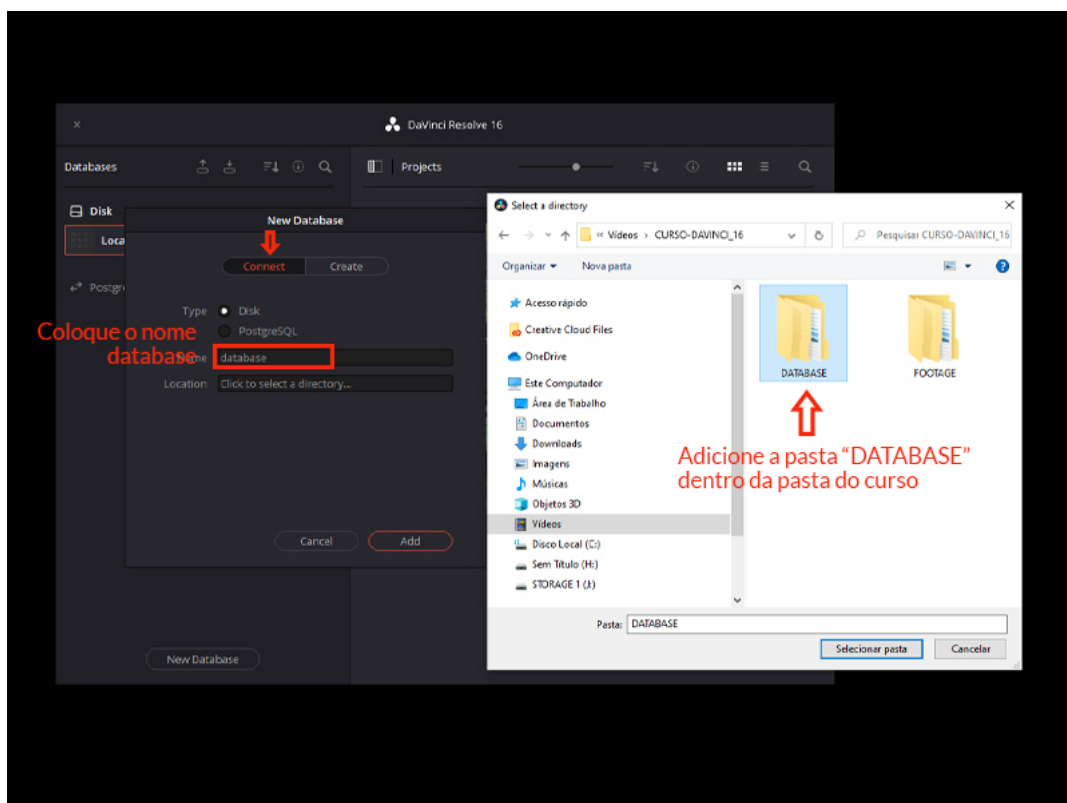 DaVinci Resolve 16
Databases
Projects
Disk
Loca
Postgr
New Database
Connect
Create
Type
Disk
PostgreSQL
Coloque o nome
database
Name
database
Location
Click to select a directory...
Cancel
Add
New Database
Select a directory
« Vídeos › CURSO-DAVINCI_16
Pesquisar CURSO-DAVINCI_16
Organizar
Nova pasta
Acesso rápido
Creative Cloud Files
OneDrive
Este Computador
Área de Trabalho
Documentos
Downloads
Imagens
Músicas
Objetos 3D
Vídeos
Disco Local (C:)
Sem Título (H:)
STORAGE 1 (J:)
DATABASE
FOOTAGE
Adicione a pasta “DATABASE”
dentro da pasta do curso
Pasta: DATABASE
Selecionar pasta
Cancelar